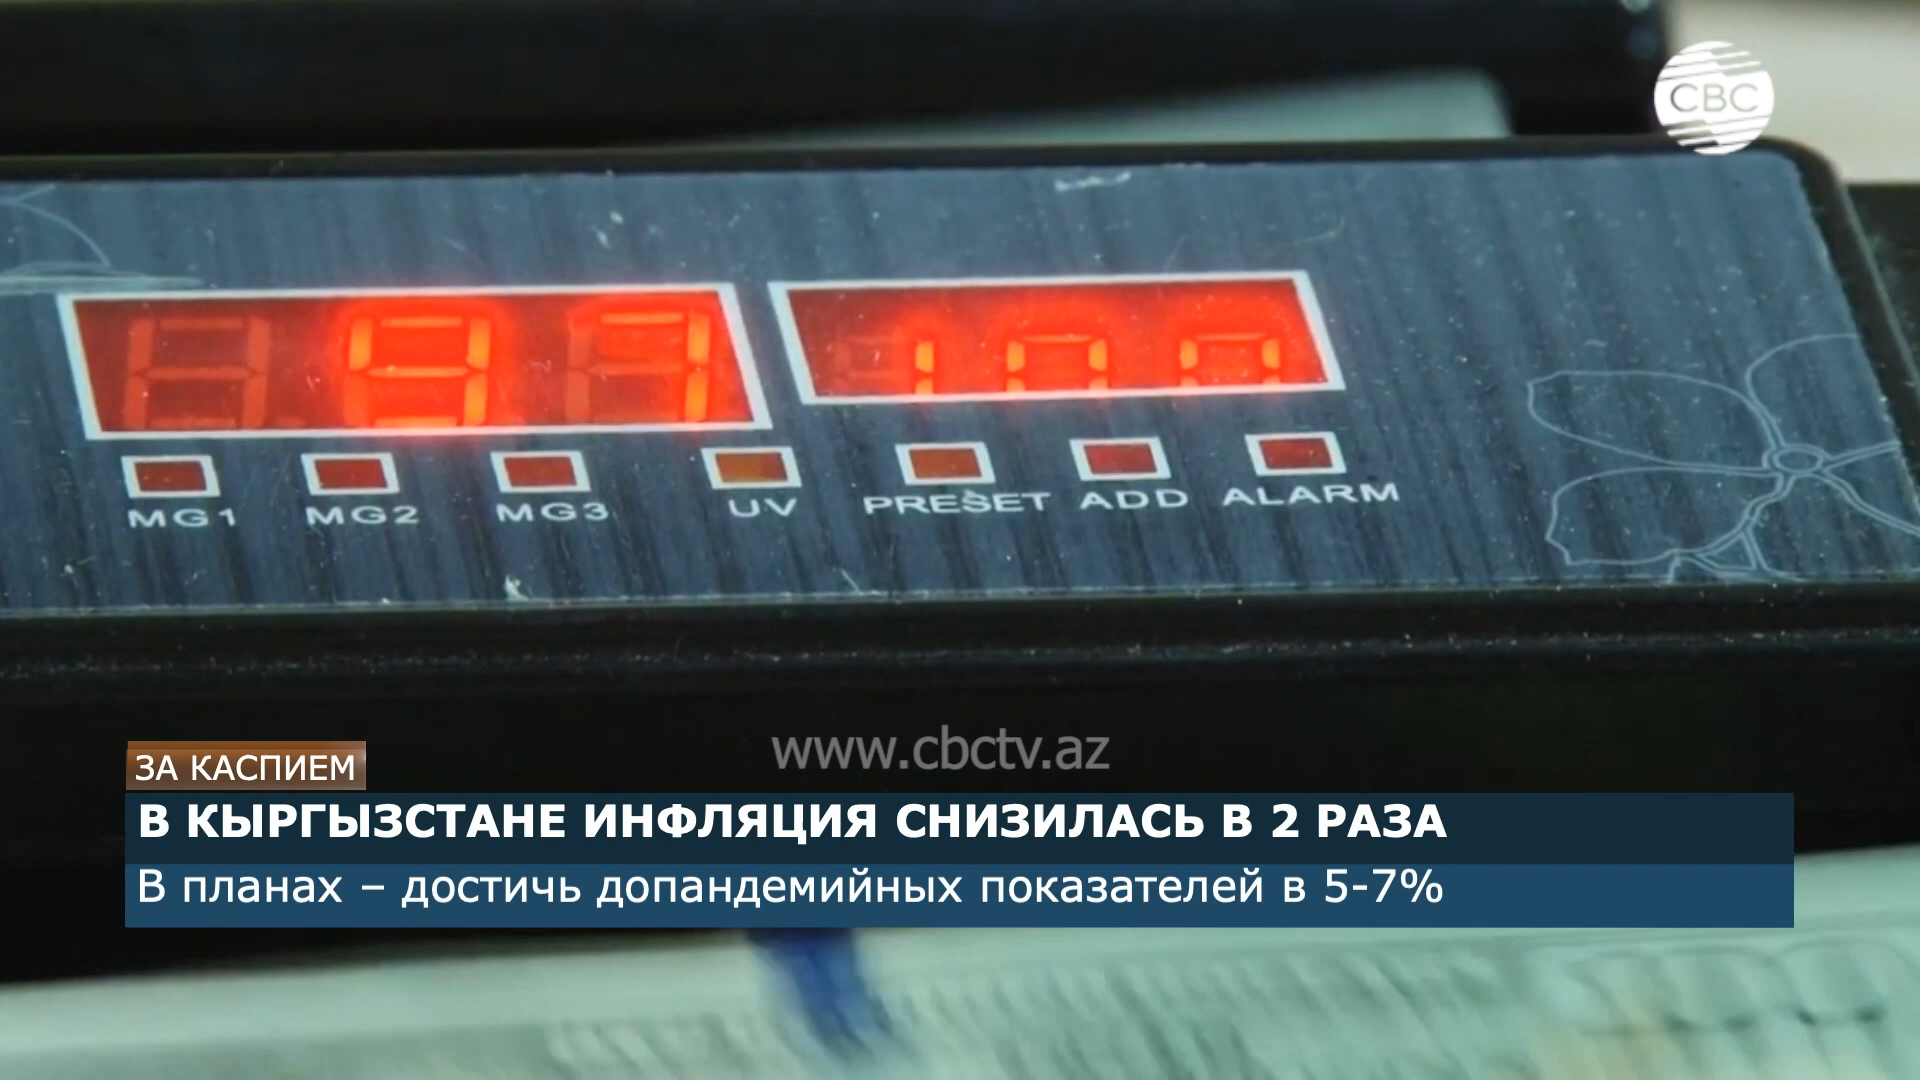 CBC
MG1 MG2 MG3 UV PRESET ADD ALARM
www.cbctv.az
ЗА КАСПИЕМ
В КЫРГЫЗСТАНЕ ИНФЛЯЦИЯ СНИЗИЛАСЬ В 2 РАЗА
В планах – достичь допандемийных показателей в 5-7%